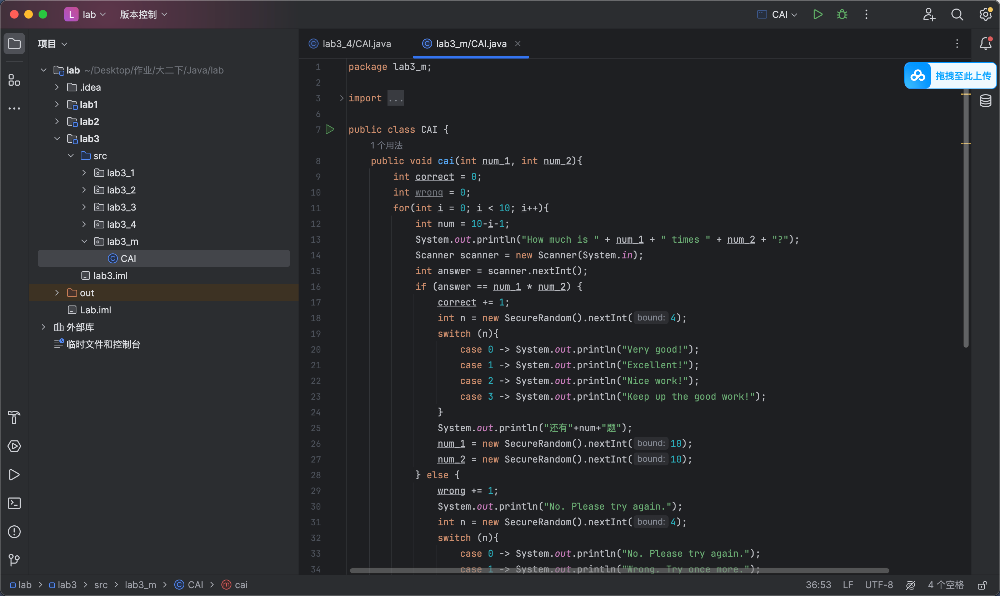 L lab 版本控制 CAI
项目
lab ~/Desktop/作业/大二下/Java/lab
.idea
lab1
lab2
lab3
src
lab3_1
lab3_2
lab3_3
lab3_4
lab3_m
CAI
lab3.iml
out
Lab.iml
外部库
临时文件和控制台
lab3_4/CAI.java lab3_m/CAI.java
拖拽至此上传
1 package lab3_m;
2
3 import ...
6
7 public class CAI {
1 个用法
8 public void cai(int num_1, int num_2){
9 int correct = 0;
10 int wrong = 0;
11 for(int i = 0; i < 10; i++){
12 int num = 10-i-1;
13 System.out.println("How much is " + num_1 + " times " + num_2 + "?");
14 Scanner scanner = new Scanner(System.in);
15 int answer = scanner.nextInt();
16 if (answer == num_1 * num_2) {
17 correct += 1;
18 int n = new SecureRandom().nextInt( bound: 4);
19 switch (n){
20 case 0 -> System.out.println("Very good!");
21 case 1 -> System.out.println("Excellent!");
22 case 2 -> System.out.println("Nice work!");
23 case 3 -> System.out.println("Keep up the good work!");
24 }
25 System.out.println("还有"+num+"题");
26 num_1 = new SecureRandom().nextInt( bound: 10);
27 num_2 = new SecureRandom().nextInt( bound: 10);
28 } else {
29 wrong += 1;
30 System.out.println("No. Please try again.");
31 int n = new SecureRandom().nextInt( bound: 4);
32 switch (n){
33 case 0 -> System.out.println("No. Please try again.");
34 case 1 -> System.out.println("Wrong. Try once more.");
lab > lab3 > src > lab3_m > CAI > cai 36:53 LF UTF-8 4 个空格